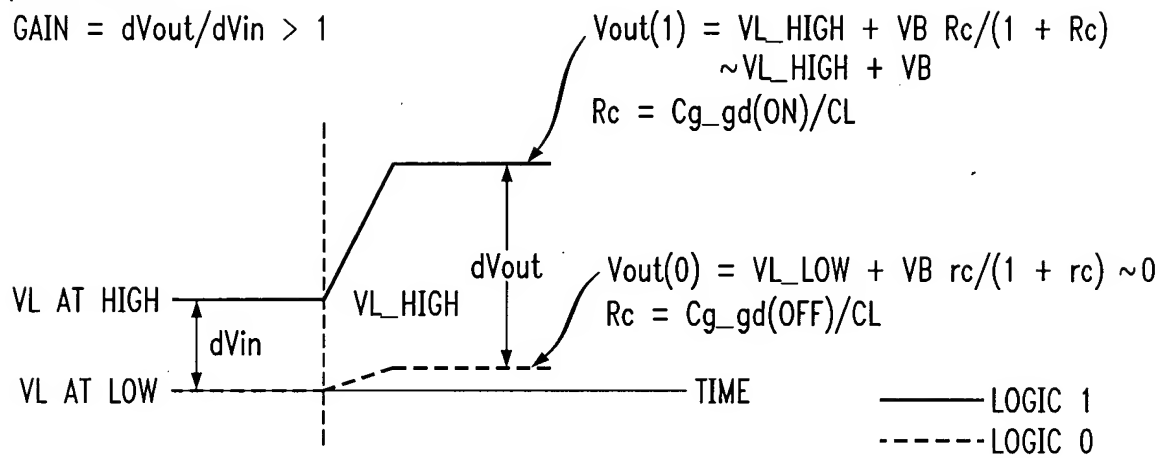 GAIN = dVout/dVin > 1
Vout(1) = VL_HIGH + VB Rc/(1 + Rc)
~VL_HIGH + VB
Rc = Cg_gd(ON)/CL
dVout
Vout(0) = VL_LOW + VB rc/(1 + rc) ~0
Rc = Cg_gd(OFF)/CL
VL AT HIGH
VL_HIGH
dVin
VL AT LOW
TIME
LOGIC 1
LOGIC 0